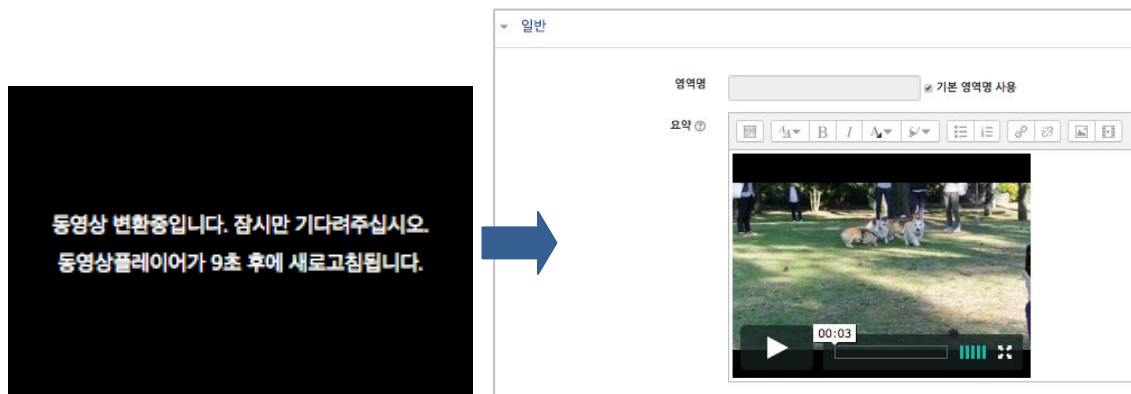 동영상 변환중입니다. 잠시만 기다려주십시오.
동영상플레이어가 9초 후에 새로고침됩니다.
일반
영역명
기본 영역명 사용
요약
B I
00:03